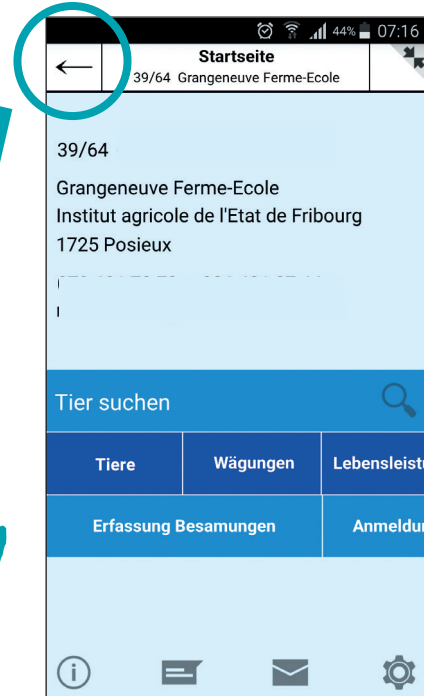 44% 07:16
Startseite
39/64 Grangeneuve Ferme-Ecole
39/64
Grangeneuve Ferme-Ecole
Institut agricole de l'Etat de Fribourg
1725 Posieux
Tier suchen
Tiere Wägungen Lebensleistu
Erfassung Besamungen Anmeldun